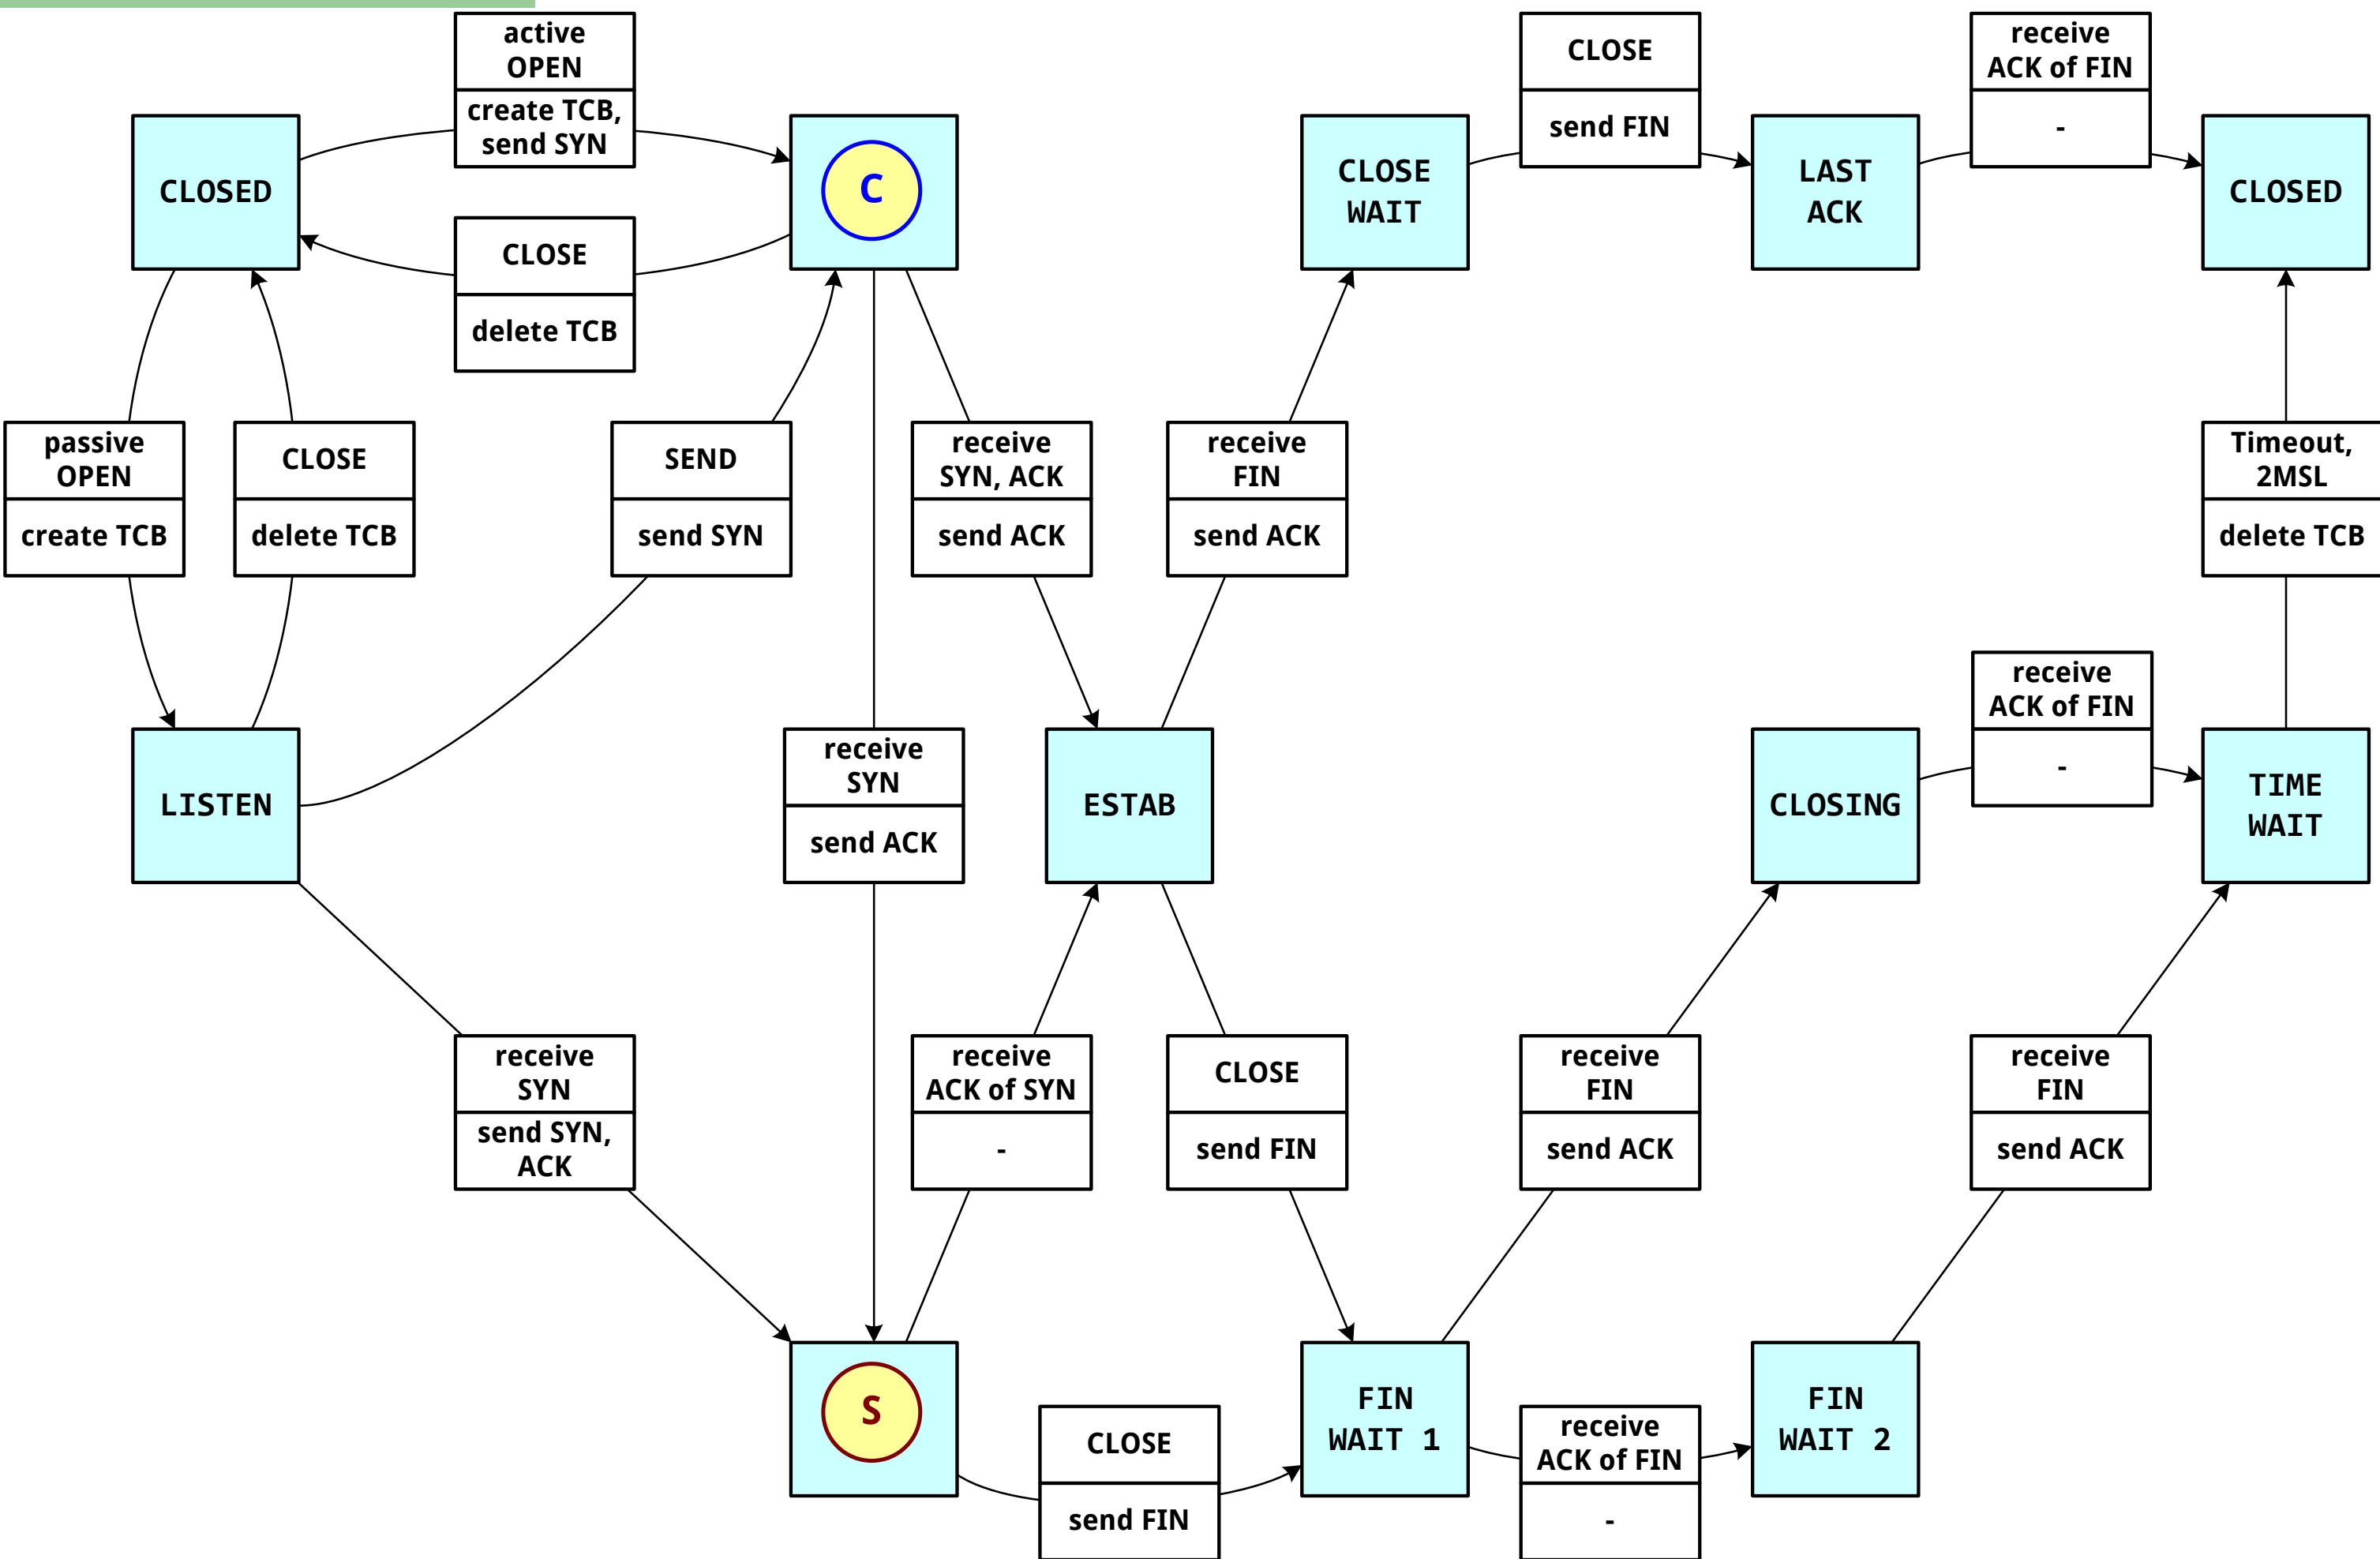 active
OPEN
create TCB,
send SYN
CLOSE
send FIN
receive
ACK of FIN
-
CLOSED
C
CLOSE
WAIT
LAST
ACK
CLOSED
CLOSE
delete TCB
passive
OPEN
create TCB
CLOSE
delete TCB
SEND
send SYN
receive
SYN, ACK
send ACK
receive
FIN
send ACK
Timeout,
2MSL
delete TCB
receive
ACK of FIN
-
LISTEN
receive
SYN
send ACK
ESTAB
CLOSING
TIME
WAIT
receive
SYN
send SYN,
ACK
receive
ACK of SYN
-
CLOSE
send FIN
receive
FIN
send ACK
receive
FIN
send ACK
S
CLOSE
send FIN
FIN
WAIT 1
receive
ACK of FIN
-
FIN
WAIT 2